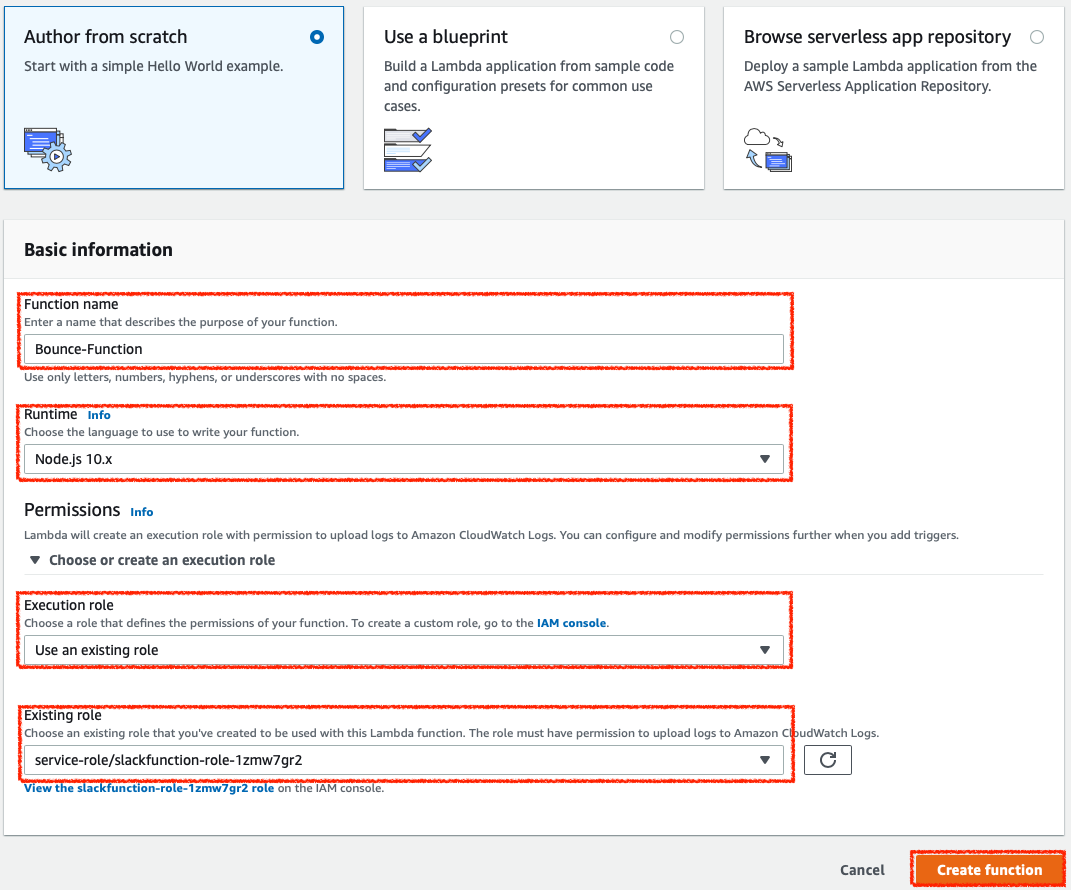 Author from scratch
Start with a simple Hello World example.
Use a blueprint
Build a Lambda application from sample code
and configuration presets for common use
cases.
Browse serverless app repository
Deploy a sample Lambda application from the
AWS Serverless Application Repository.
Basic information
Function name
Enter a name that describes the purpose of your function.
Bounce-Function
Use only letters, numbers, hyphens, or underscores with no spaces.
Runtime Info
Choose the language to use to write your function.
Node.js 10.x
Permissions Info
Lambda will create an execution role with permission to upload logs to Amazon CloudWatch Logs. You can configure and modify permissions further when you add triggers.
Choose or create an execution role
Execution role
Choose a role that defines the permissions of your function. To create a custom role, go to the IAM console.
Use an existing role
Existing role
Choose an existing role that you've created to be used with this Lambda function. The role must have permission to upload logs to Amazon CloudWatch Logs.
service-role/slackfunction-role-1zmw7gr2
View the slackfunction-role-1zmw7gr2 role on the IAM console.
Cancel Create function